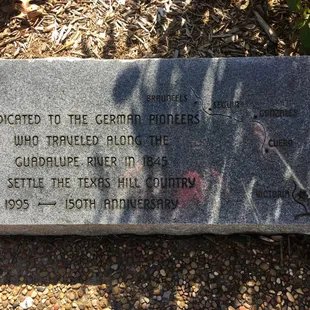 BRAUNFELS
SEGUIN
GONZALES
CUERO
VICTORIA
DICATED TO THE GERMAN PIONEERS
WHO TRAVELED ALONG THE
GUADALUPE RIVER IN 1845
SETTLE THE TEXAS HILL COUNTRY
1995 — 150TH ANNIVERSARY